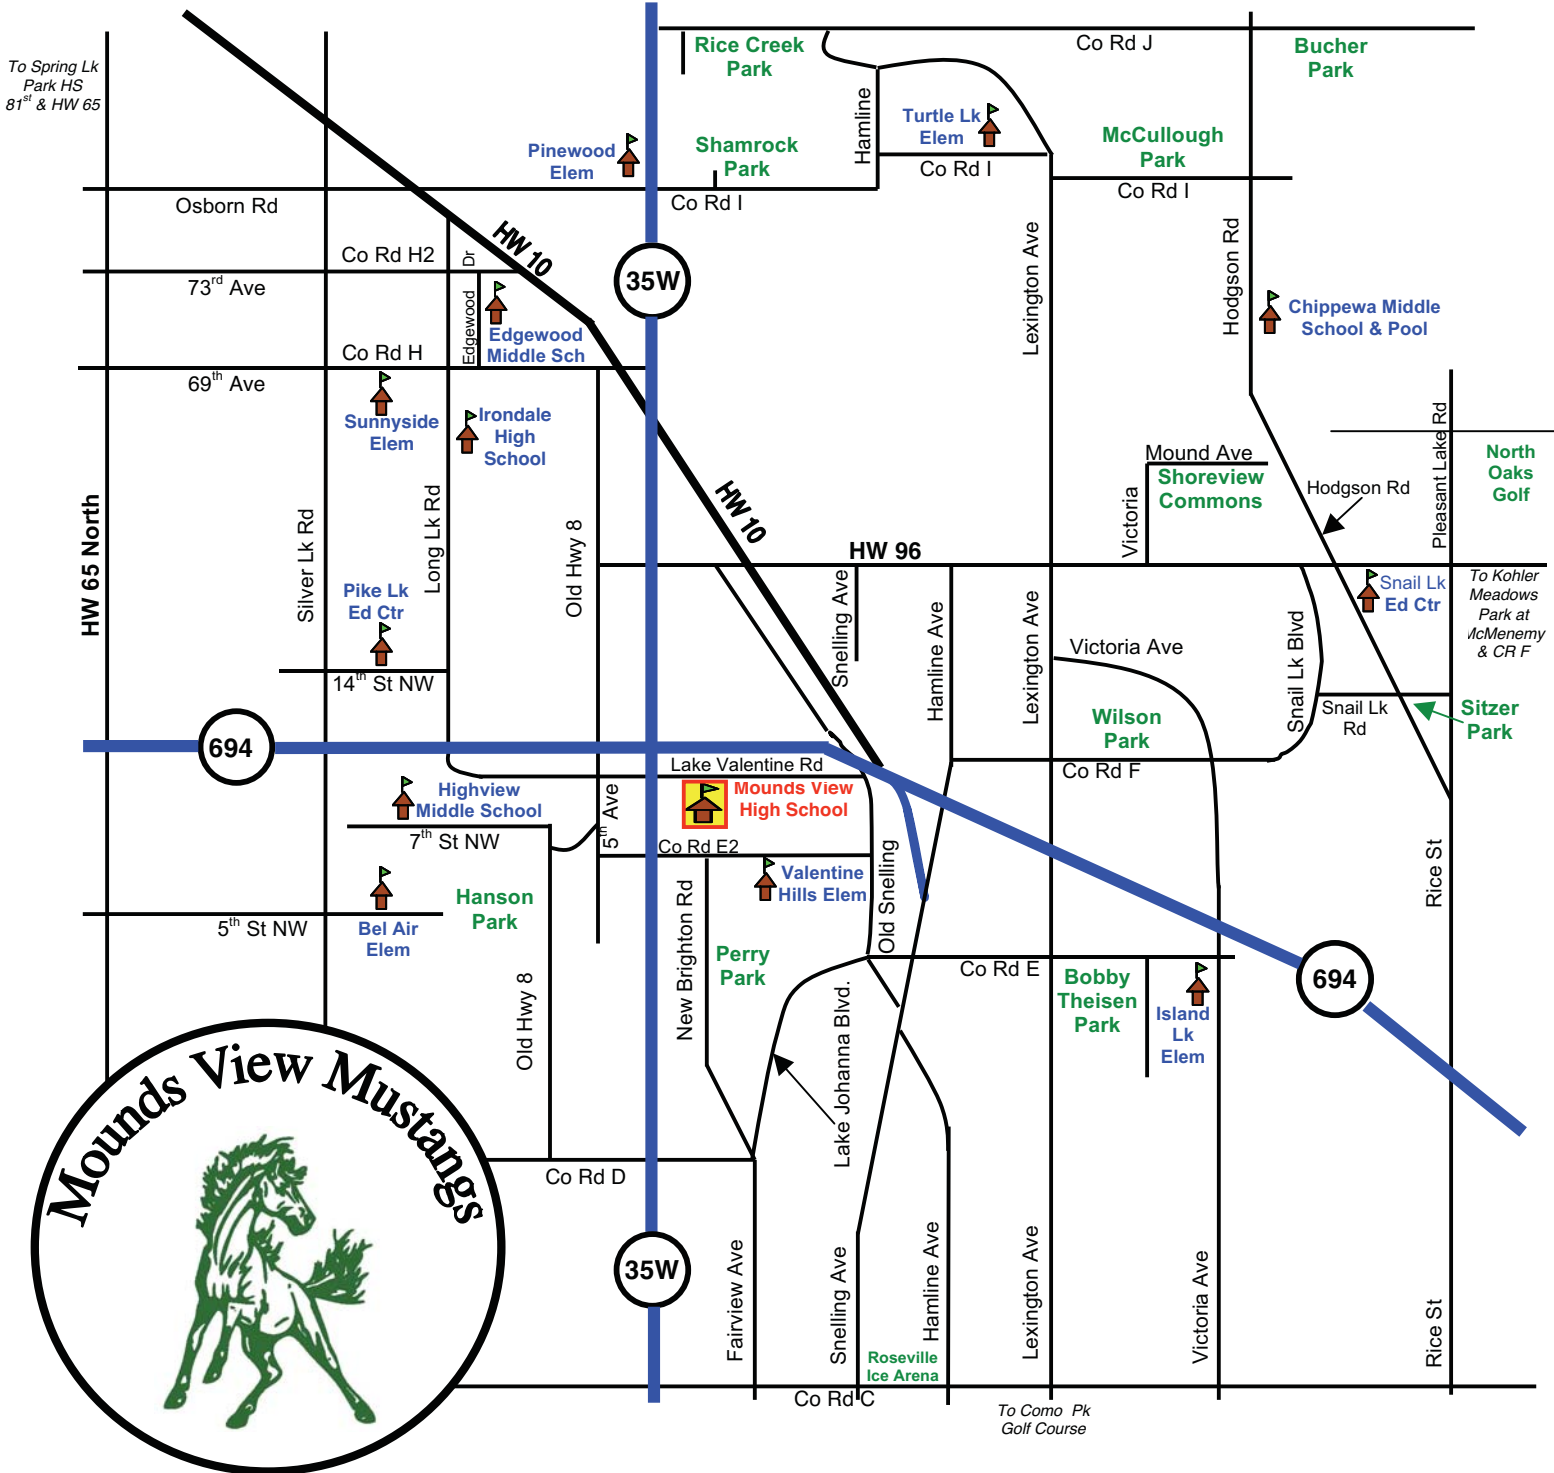 To Spring Lk
Park HS
81st & HW 65
Rice Creek
Park
Co Rd J
Bucher
Park
Hamline
Turtle Lk
Elem
McCullough
Park
Pinewood
Elem
Shamrock
Park
Co Rd I
Co Rd I
Osborn Rd
Co Rd I
HW 10
Co Rd H2
Dr
73rd Ave
35W
Lexington Ave
Hodgson Rd
Edgewood
Edgewood
Middle Sch
Chippewa Middle
School & Pool
Co Rd H
69th Ave
Sunnyside
Elem
Irondale
High
School
Pleasant Lake Rd
North
Oaks
Golf
Mound Ave
Shoreview
Commons
Hodgson Rd
HW 10
HW 65 North
Silver Lk Rd
Long Lk Rd
Old Hwy 8
Victoria
HW 96
Pike Lk
Ed Ctr
Snelling Ave
Hamline Ave
Lexington Ave
Victoria Ave
Snail Lk Blvd
Snail Lk
Ed Ctr
To Kohler
Meadows
Park at
McMenemy
& CR F
14th St NW
Wilson
Park
Snail Lk
Rd
Sitzer
Park
694
Lake Valentine Rd
Co Rd F
Highview
Middle School
Mounds View
High School
7th St NW
5th Ave
Co Rd E2
Valentine
Hills Elem
Old Snelling
Rice St
Hanson
Park
5th St NW
Bel Air
Elem
New Brighton Rd
Perry
Park
Co Rd E
Bobby
Theisen
Park
Island
Lk
Elem
694
Old Hwy 8
Lake Johanna Blvd.
Mounds View Mustangs
Co Rd D
35W
Fairview Ave
Snelling Ave
Hamline Ave
Lexington Ave
Victoria Ave
Rice St
Roseville
Ice Arena
Co Rd C
To Como Pk
Golf Course